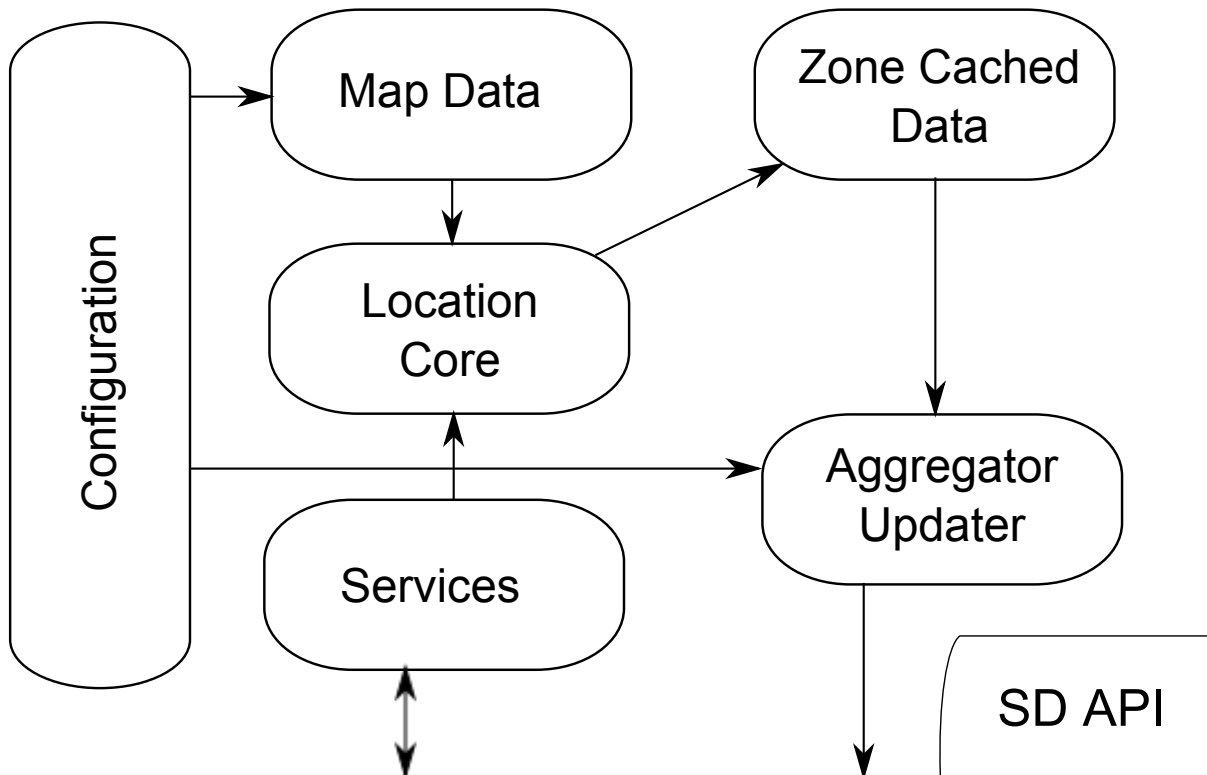 Configuration
Map Data
Zone Cached
Data
Location
Core
Aggregator
Updater
Services
SD API